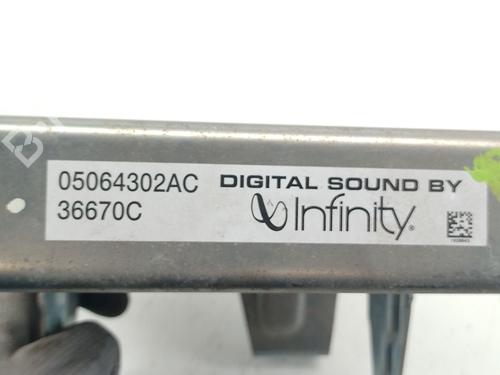 05064302AC DIGITAL SOUND BY
36670C Infinity®